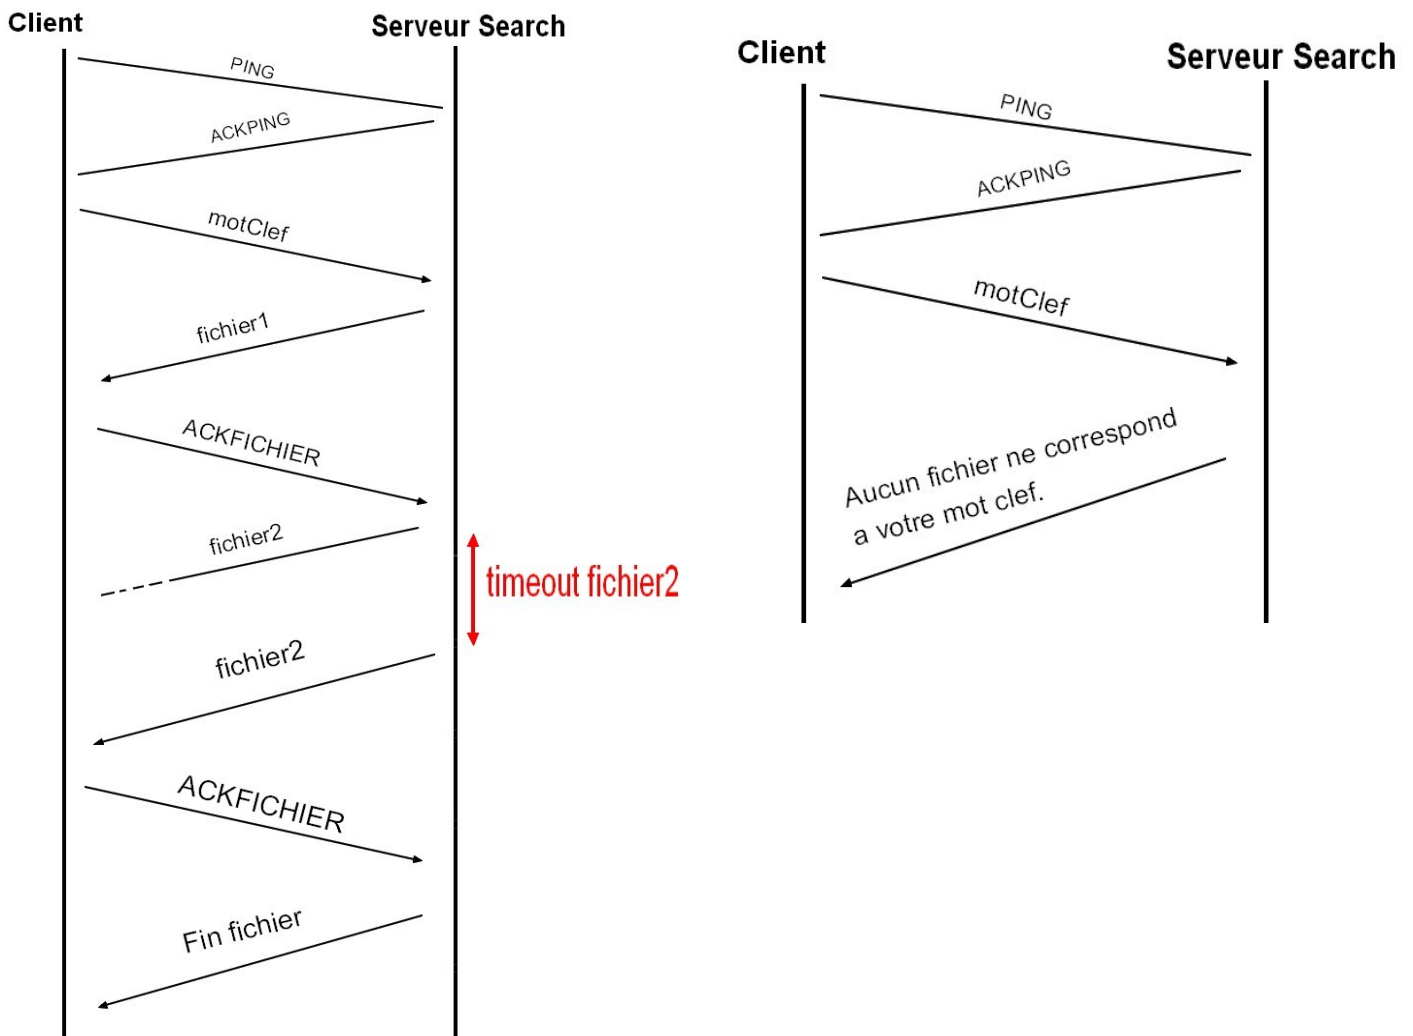 Client
Serveur Search
PING
ACKPING
motClef
fichier1
ACKFICHIER
fichier2
timeout fichier2
fichier2
ACKFICHIER
Fin fichier
Client
Serveur Search
PING
ACKPING
motClef
Aucun fichier ne correspond
a votre mot clef.